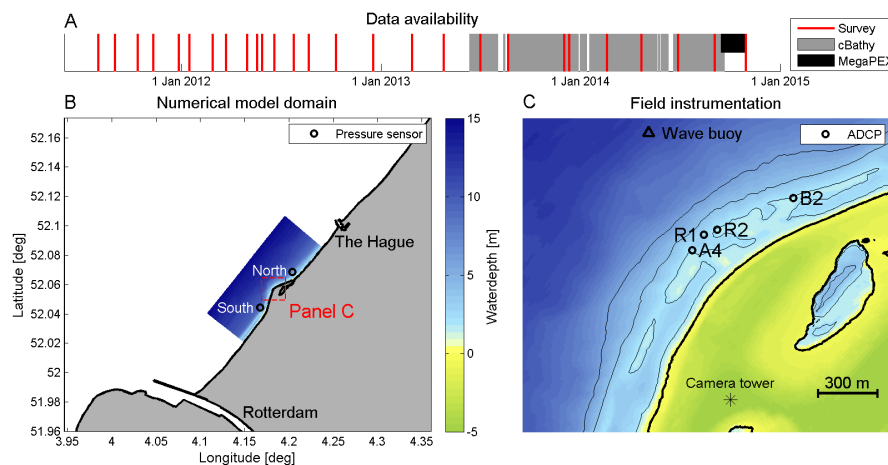 A
Data availability
Survey
cBathy
MegaPEX
1 Jan 2012
1 Jan 2013
1 Jan 2014
1 Jan 2015
B
Numerical model domain
Pressure sensor
52.16
52.14
52.12
52.1
52.08
52.06
52.04
52.02
52
51.98
51.96
Latitude [deg]
3.95
4
4.05
4.1
4.15
4.2
4.25
4.3
4.35
Longitude [deg]
The Hague
North
South
Panel C
Rotterdam
15
10
5
0
-5
Waterdepth [m]
C
Field instrumentation
Wave buoy
ADCP
B2
R1
R2
A4
Camera tower
300 m